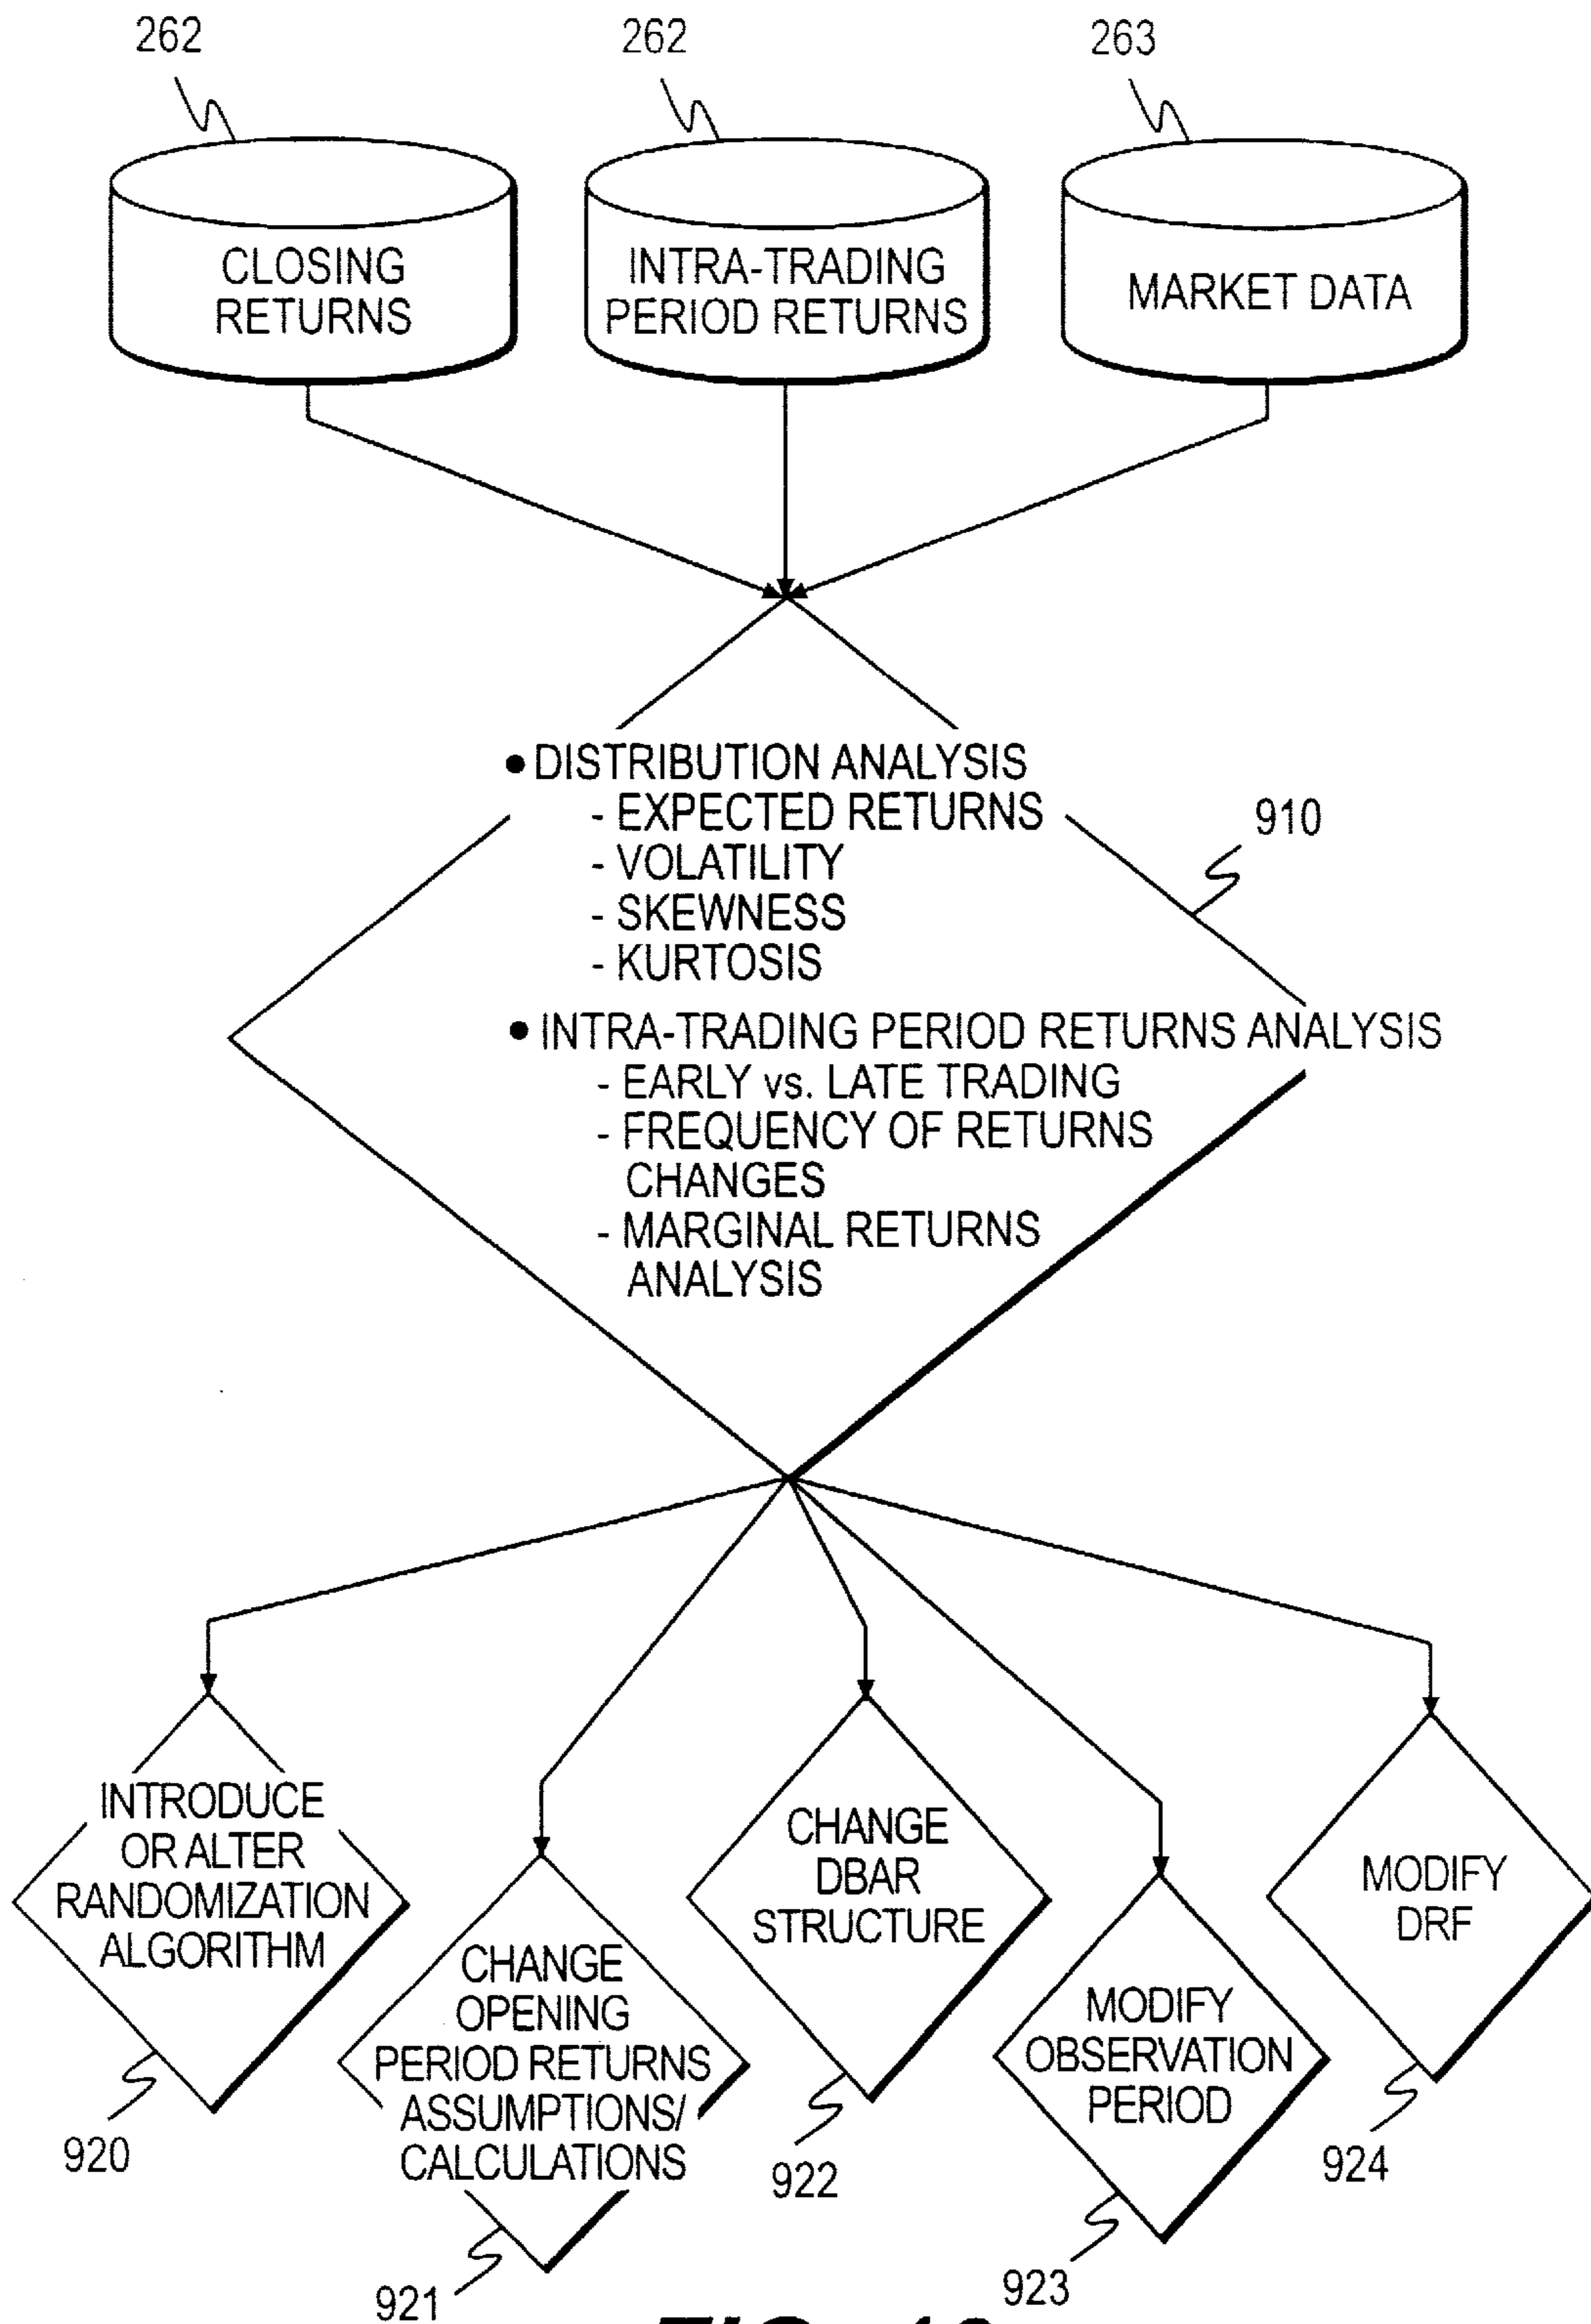 262
262
263
CLOSING
RETURNS
INTRA-TRADING
PERIOD RETURNS
MARKET DATA
• DISTRIBUTION ANALYSIS
- EXPECTED RETURNS
- VOLATILITY
- SKEWNESS
- KURTOSIS
910
• INTRA-TRADING PERIOD RETURNS ANALYSIS
- EARLY vs. LATE TRADING
- FREQUENCY OF RETURNS
CHANGES
- MARGINAL RETURNS
ANALYSIS
INTRODUCE
OR ALTER
RANDOMIZATION
ALGORITHM
920
CHANGE
OPENING
PERIOD RETURNS
ASSUMPTIONS/
CALCULATIONS
921
CHANGE
DBAR
STRUCTURE
922
MODIFY
OBSERVATION
PERIOD
923
MODIFY
DRF
924